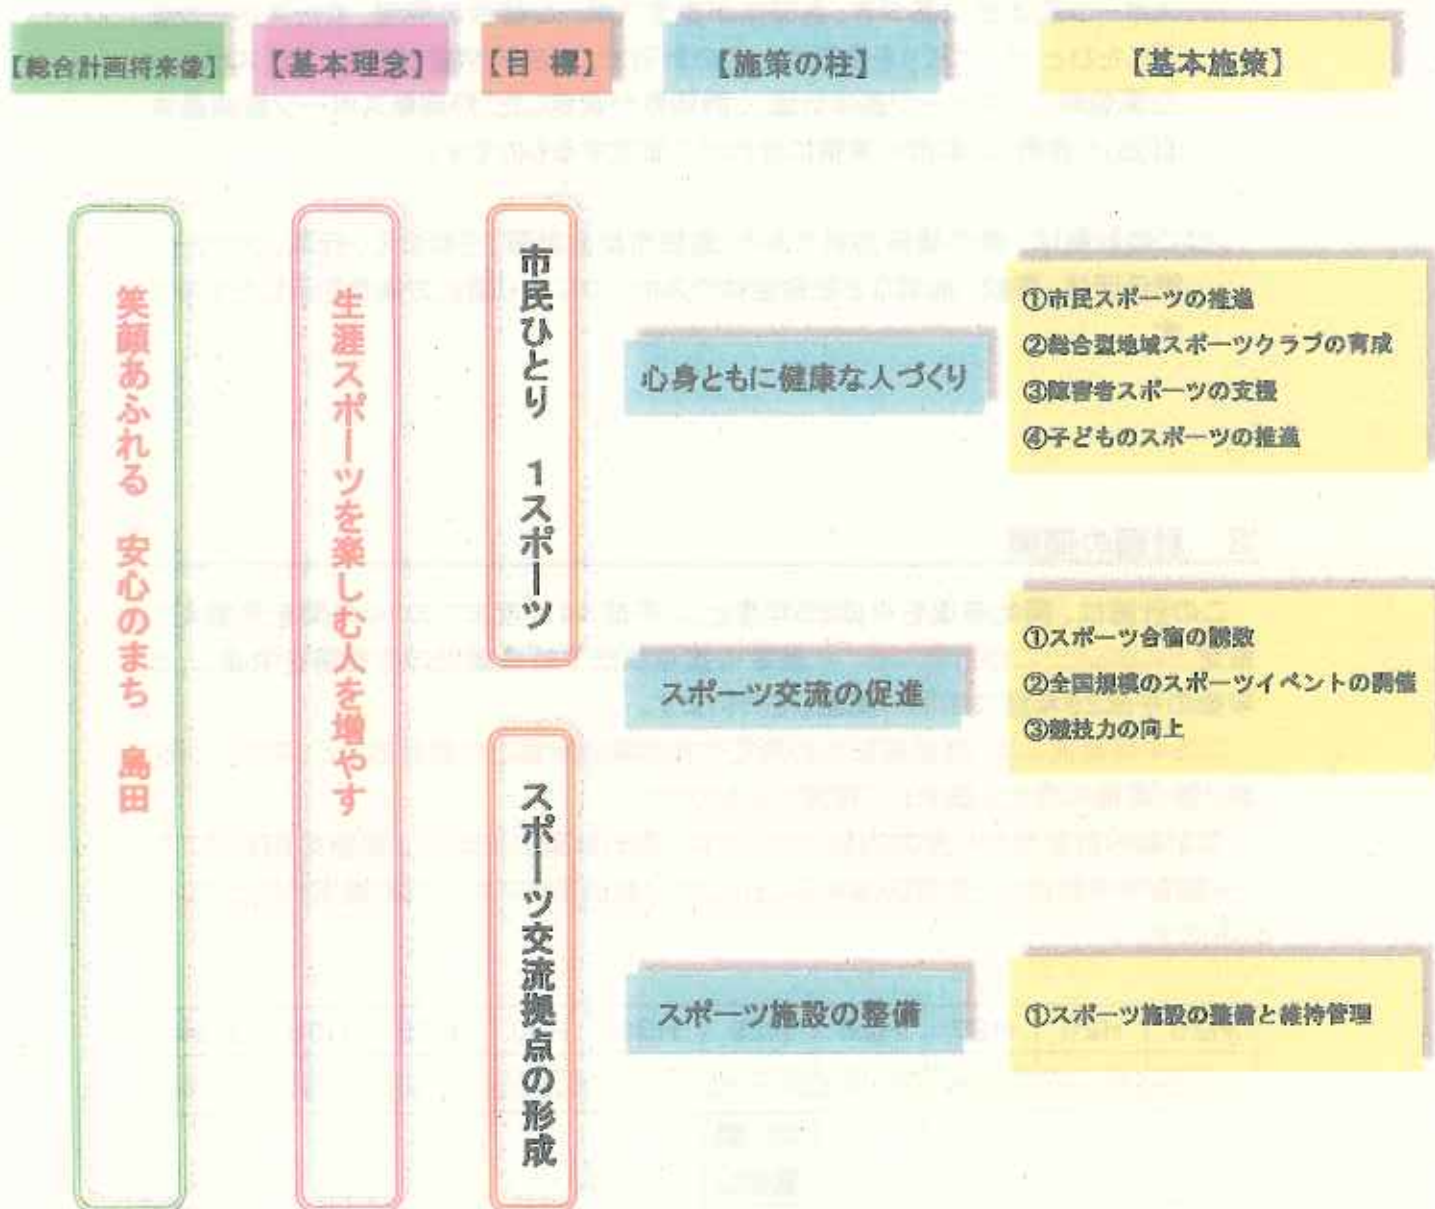 【総合計画将来像】
【基本理念】
【目 標】
【施策の柱】
【基本施策】
笑顔あふれる 安心のまち 島田
生涯スポーツを楽しむ人を増やす
市民ひとり 1スポーツ
スポーツ交流拠点の形成
心身ともに健康な人づくり
①市民スポーツの推進
②総合型地域スポーツクラブの育成
③障害者スポーツの支援
④子どものスポーツの推進
スポーツ交流の促進
①スポーツ合宿の誘致
②全国規模のスポーツイベントの開催
③競技力の向上
スポーツ施設の整備
①スポーツ施設の整備と維持管理